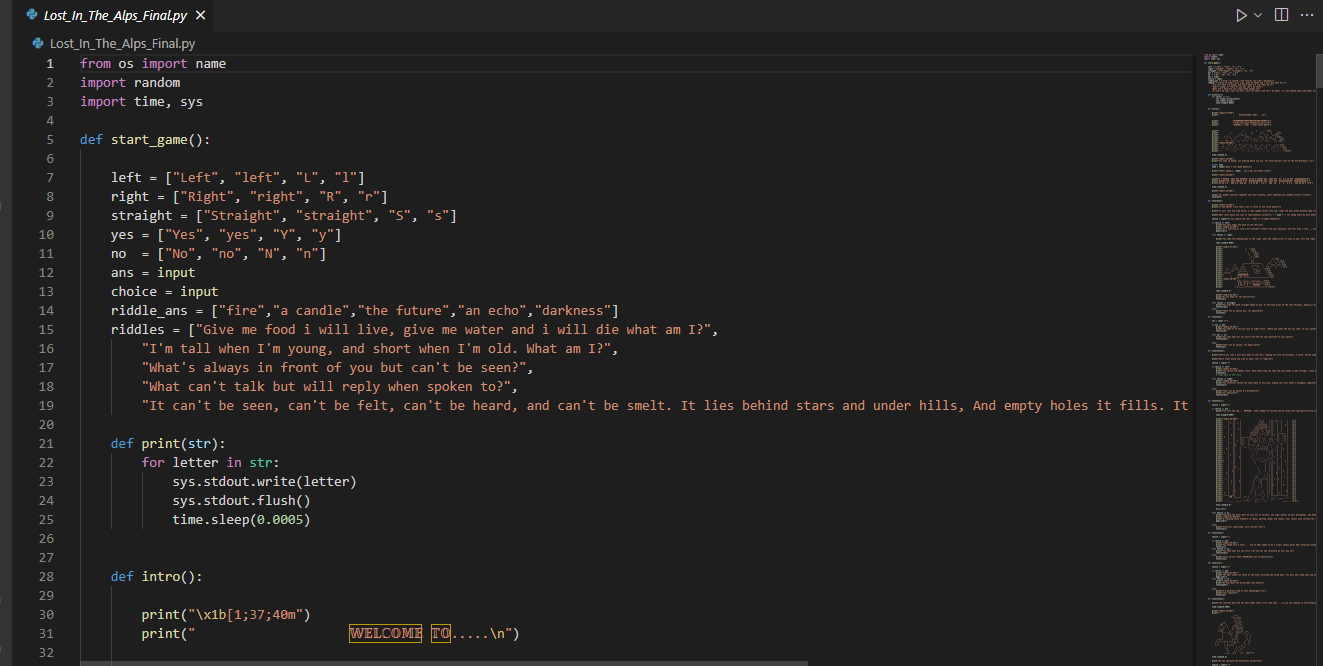 Lost_In_The_Alps_Final.py
Lost_In_The_Alps_Final.py
1 from os import name
2 import random
3 import time, sys
4
5 def start_game():
6
7 left = ["Left", "left", "L", "l"]
8 right = ["Right", "right", "R", "r"]
9 straight = ["Straight", "straight", "S", "s"]
10 yes = ["Yes", "yes", "Y", "y"]
11 no  = ["No", "no", "N", "n"]
12 ans = input
13 choice = input
14 riddle_ans = ["fire","a candle","the future","an echo","darkness"]
15 riddles = ["Give me food i will live, give me water and i will die what am I?",
16 "I'm tall when I'm young, and short when I'm old. What am I?",
17 "What's always in front of you but can't be seen?",
18 "What can't talk but will reply when spoken to?",
19 "It can't be seen, can't be felt, can't be heard, and can't be smelt. It lies behind stars and under hills, And empty holes it fills. It
20
21 def print(str):
22 for letter in str:
23 sys.stdout.write(letter)
24 sys.stdout.flush()
25 time.sleep(0.0005)
26
27
28 def intro():
29
30 print("\x1b[1;37;40m")
31 print("                    WELCOME TO.....\n")
32